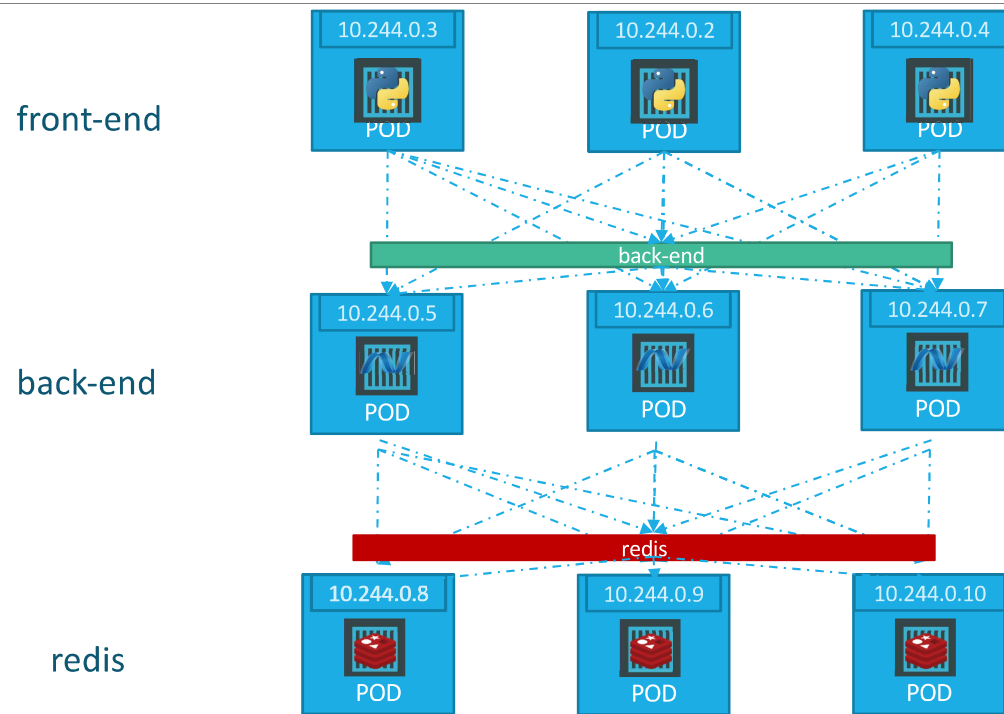 10.244.0.3
10.244.0.2
10.244.0.4
front-end
POD
POD
POD
back-end
10.244.0.5
10.244.0.6
10.244.0.7
back-end
POD
POD
POD
redis
10.244.0.8
10.244.0.9
10.244.0.10
redis
POD
POD
POD